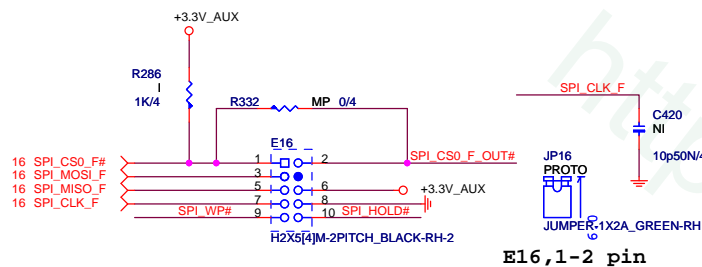 +3.3V_AUX
R286
I
1K/4
R332 MP 0/4
SPI_CLK_F
C420
NI
10p50N/4
E16
16 SPI_CS0_F# 1 2 SPI_CS0_F_OUT#
16 SPI_MOSI_F 3
16 SPI_MISO_F 5 6 +3.3V_AUX
16 SPI_CLK_F 7 8
SPI_WP# 9 10 SPI_HOLD#
H2X5[4]M-2PITCH_BLACK-RH-2
JP16
PROTO
JUMPER-1X2A_GREEN-RH
E16,1-2 pin
http